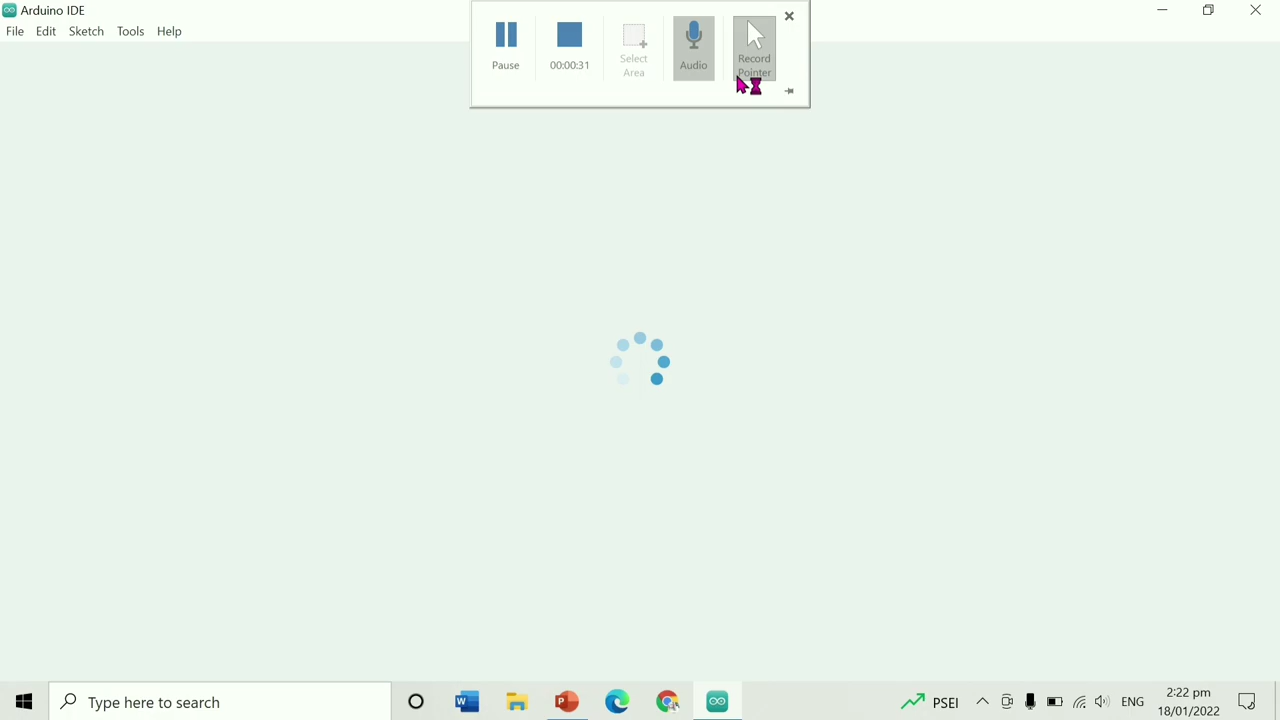 Arduino IDE
File Edit Sketch Tools Help
Pause
00:00:31
Select
Area
Audio
Record
Pointer
Type here to search
PSEI
ENG
2:22 pm
18/01/2022